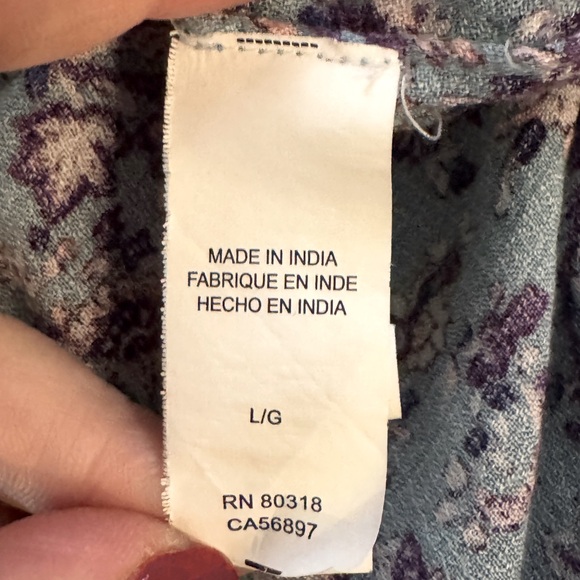 MADE IN INDIA
FABRIQUE EN INDE
HECHO EN INDIA
L/G
RN 80318
CA56897